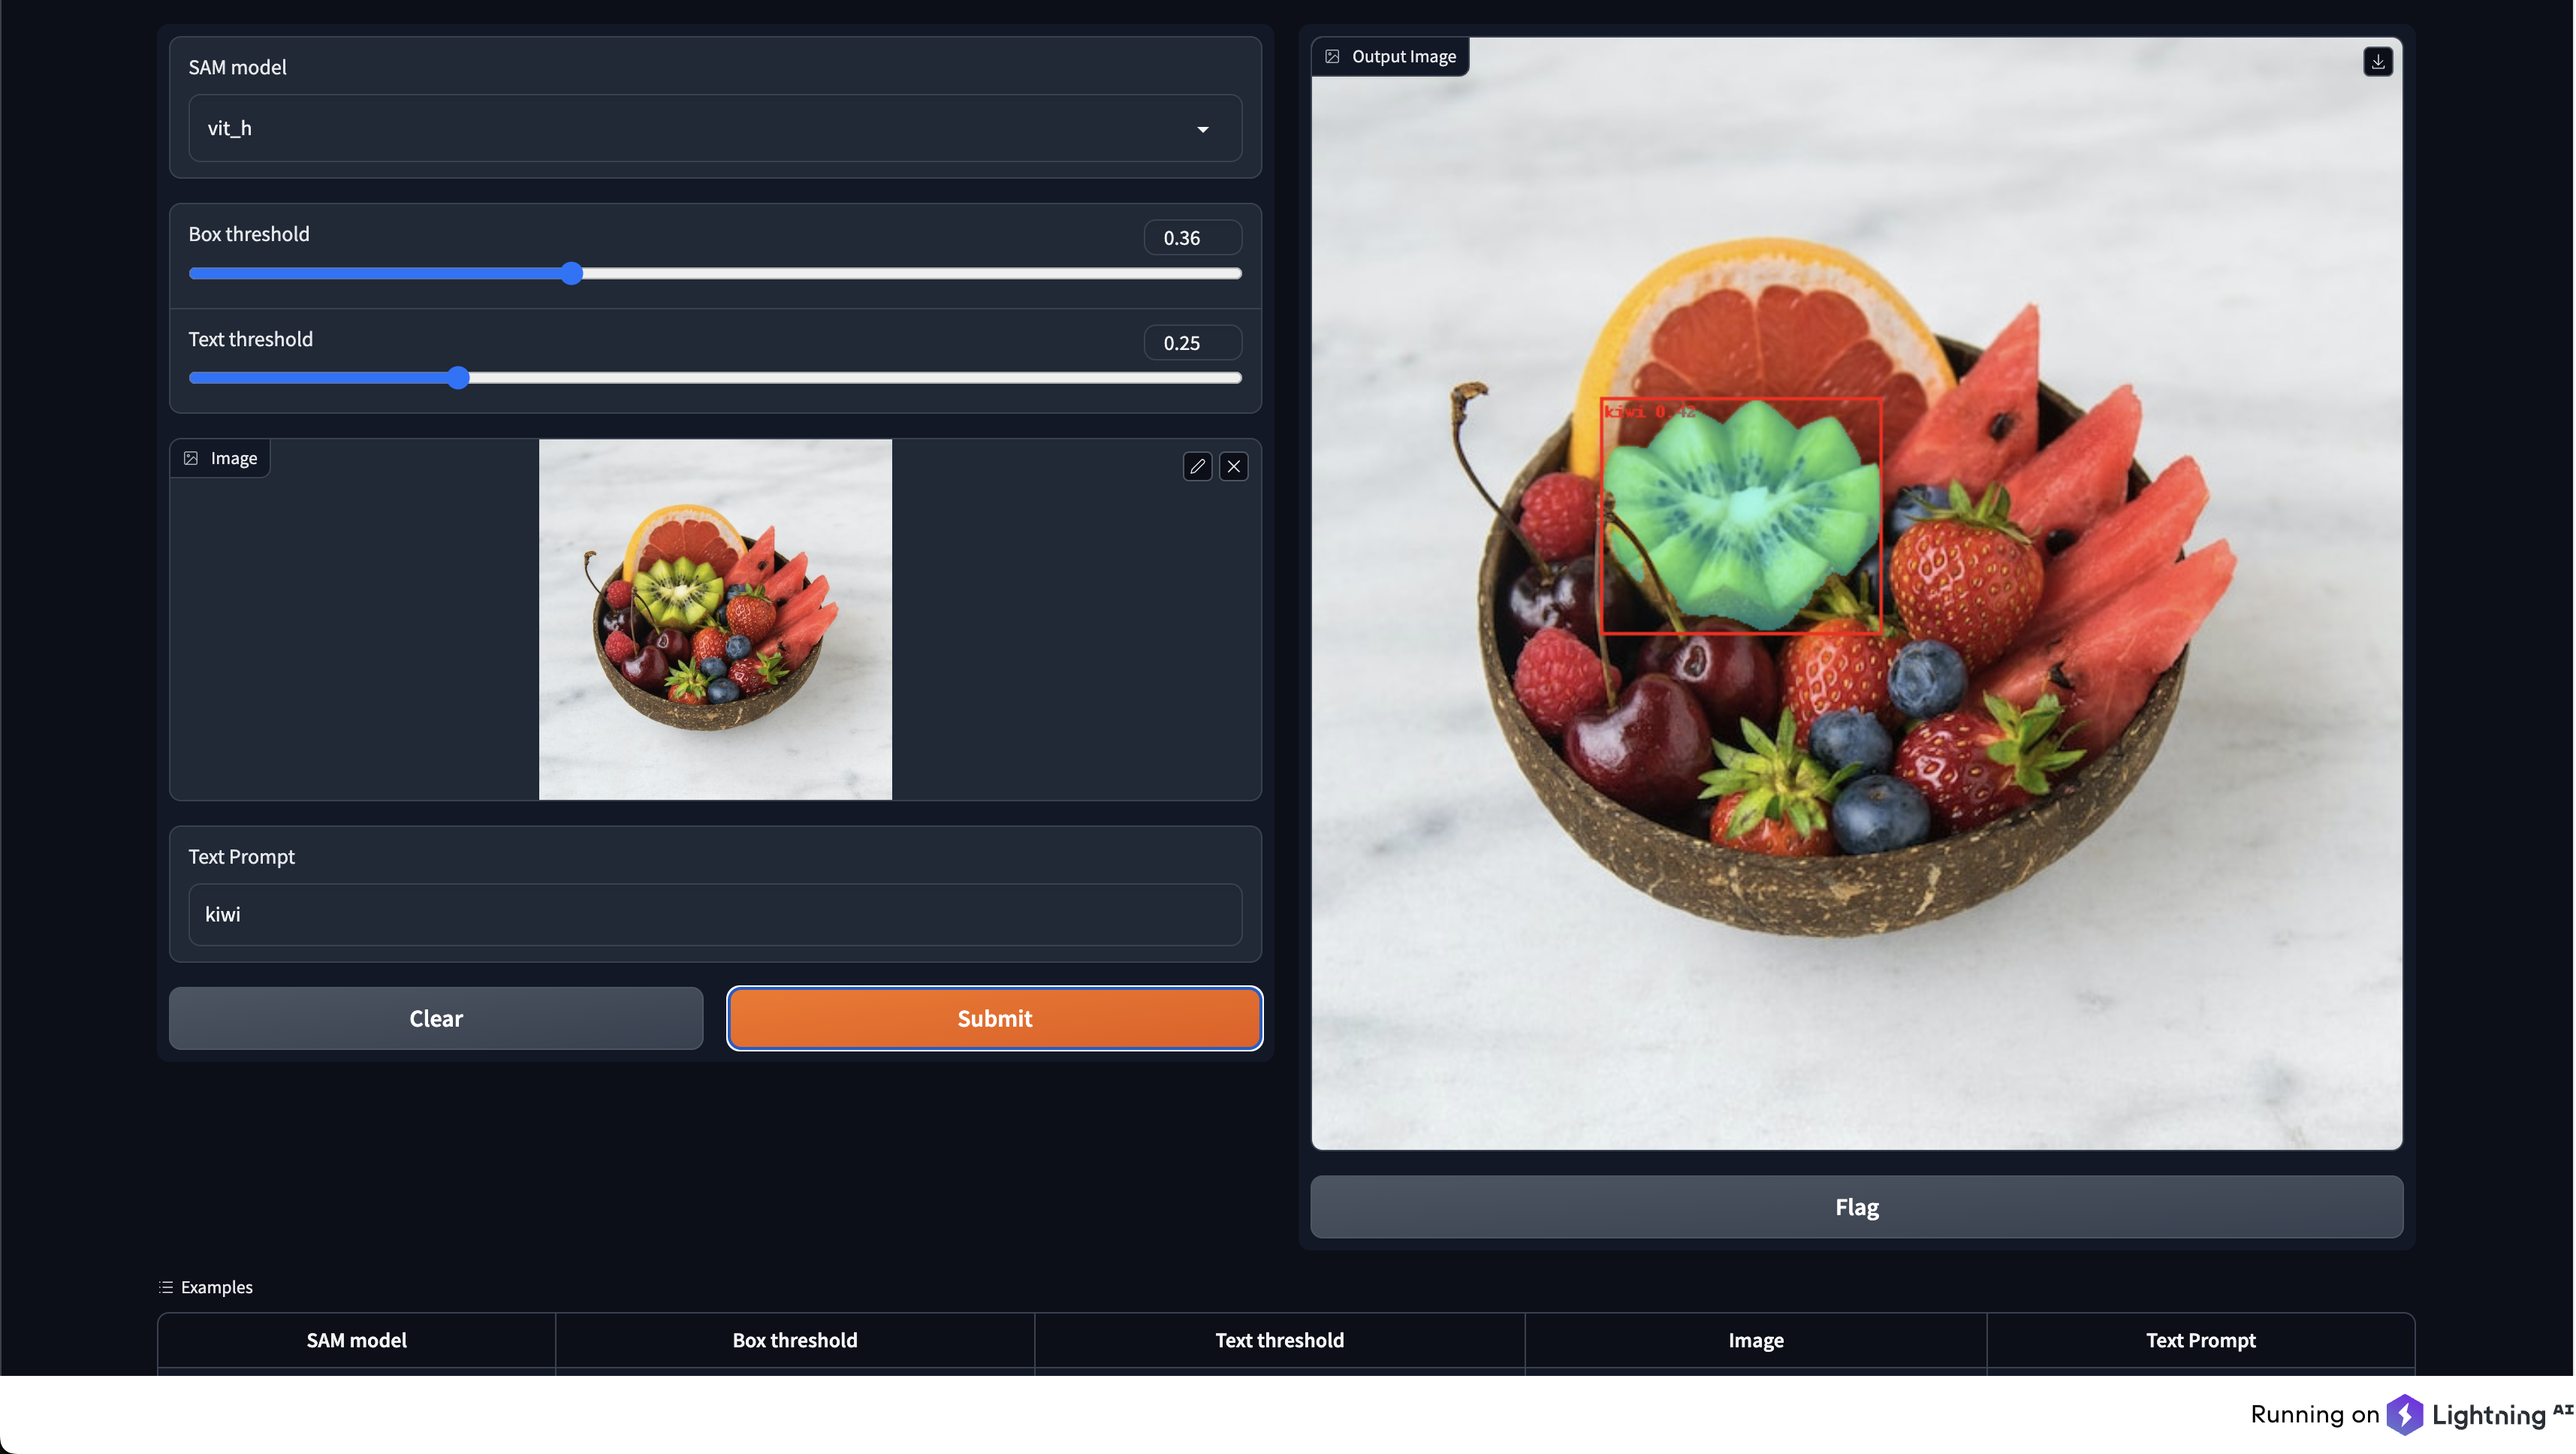 SAM model
vit_h
Box threshold
0.36
Text threshold
0.25
Image
Text Prompt
kiwi
Clear
Submit
Output Image
kiwi 0.42
Flag
Examples
SAM model Box threshold Text threshold Image Text Prompt
Running on Lightning AI